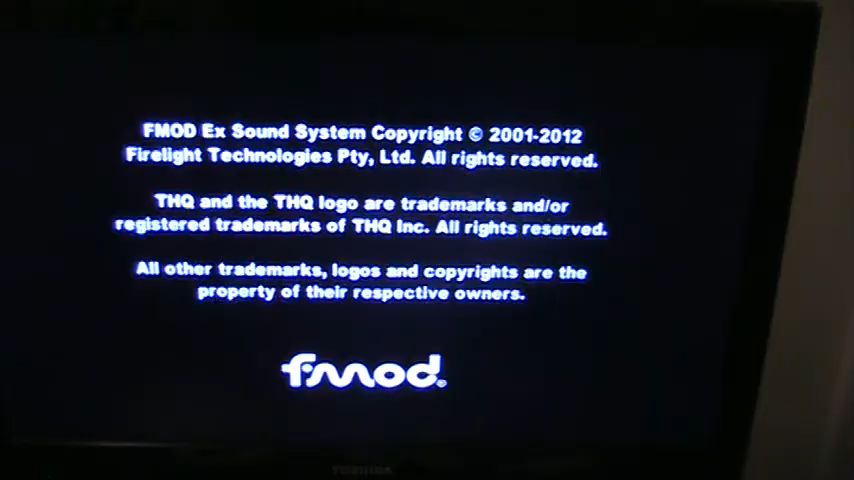 FMOD Ex Sound System Copyright © 2001-2012
Firelight Technologies Pty, Ltd. All rights reserved.
THQ and the THQ logo are trademarks and/or
registered trademarks of THQ Inc. All rights reserved.
All other trademarks, logos and copyrights are the
property of their respective owners.
fmod®
TOSHIBA